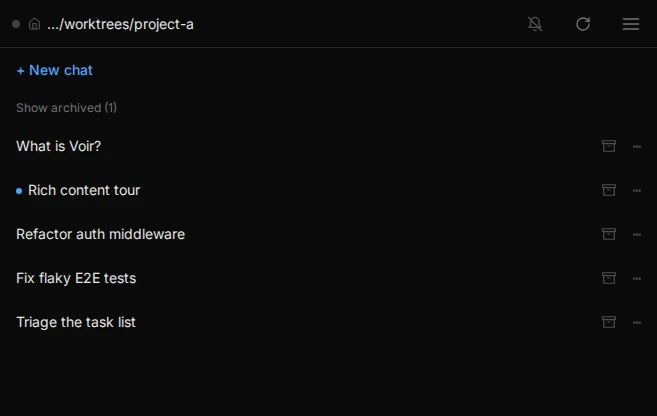 .../worktrees/project-a
+ New chat
Show archived (1)
What is Voir?
Rich content tour
Refactor auth middleware
Fix flaky E2E tests
Triage the task list